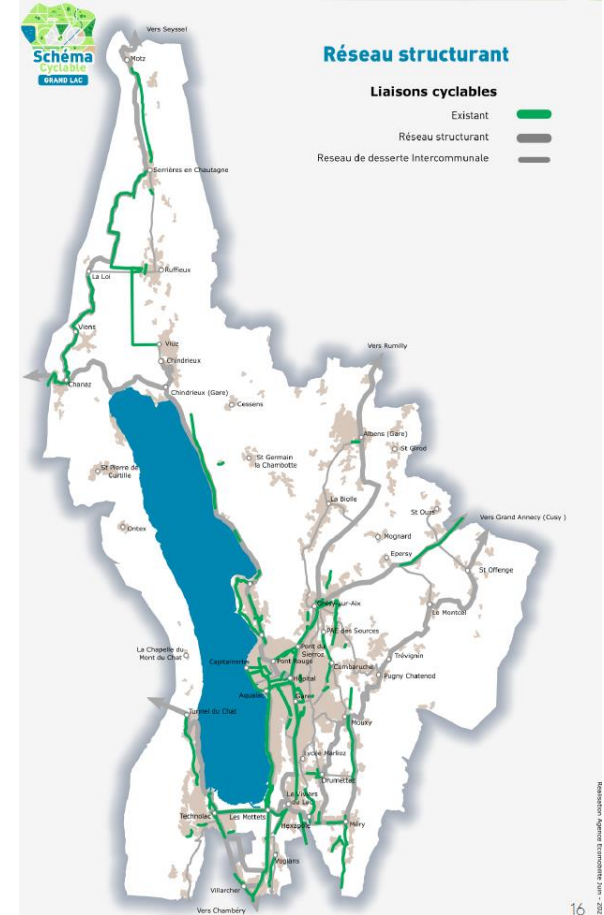 Schéma
Cyclable
GRAND LAC
Réseau structurant
Liaisons cyclables
Existant
Réseau structurant
Reseau de desserte Intercommunale
Vers Seyssel
Motz
Serrières en Chautagne
Ruffieux
La Loi
Vions
Viuz
Chindrieux
Chanaz
Chindrieux (Gare)
Cessens
Vers Rumilly
Albens (Gare)
St Girod
St Germain
la Chambotte
St Pierre de
Curtille
La Biolle
St Ours
Vers Grand Annecy (Cusy )
Ontex
Mognard
Epersy
St Offenge
Grésy-sur-Aix
Le Montcel
PAE des Sources
La Chapelle du
Mont du Chat
Pont du
Sierroz
Capitainerie
Pont Rouge
Trévignin
Combaruches
Hôpital
Pugny Chatenod
Aqualac
Gare
Tunnel du Chat
Mouxy
Lycée Marlioz
Drumettaz
Le Viviers
du Lac
Technolac
Les Mottets
Hexapole
Méry
Voglans
Villarcher
Vers Chambéry
16